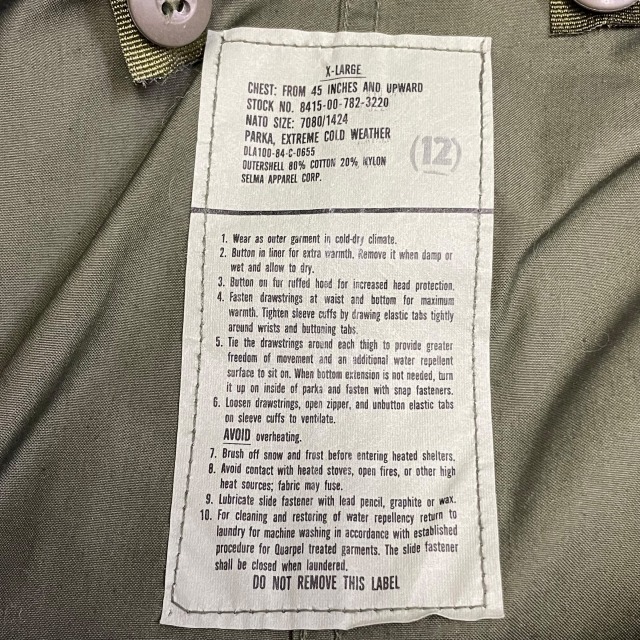 X-LARGE
CHEST: FROM 45 INCHES AND UPWARD
STOCK NO. 8415-00-782-3220
NATO SIZE: 7080/1424
PARKA, EXTREME COLD WEATHER
DLA100-84-C-0655
OUTERSHELL 80% COTTON 20% NYLON
SELMA APPAREL CORP.
(12)
1. Wear as outer garment in cold-dry climate.
2. Button in liner for extra warmth. Remove it when damp or
wet and allow to dry.
3. Button on fur ruffed hood for increased head protection.
4. Fasten drawstrings at waist and bottom for maximum
warmth. Tighten sleeve cuffs by drawing elastic tabs tightly
around wrists and buttoning tabs.
5. Tie the drawstrings around each thigh to provide greater
freedom of movement and an additional water repellent
surface to sit on. When bottom extension is not needed, turn
it up on inside of parka and fasten with snap fasteners.
6. Loosen drawstrings, open zipper, and unbutton elastic tabs
on sleeve cuffs to ventilate.
AVOID overheating.
7. Brush off snow and frost before entering heated shelters.
8. Avoid contact with heated stoves, open fires, or other high
heat sources; fabric may fuse.
9. Lubricate slide fastener with lead pencil, graphite or wax.
10. For cleaning and restoring of water repellency return to
laundry for machine washing in accordance with established
procedure for Quarpel treated garments. The slide fastener
shall be closed when laundered.
DO NOT REMOVE THIS LABEL